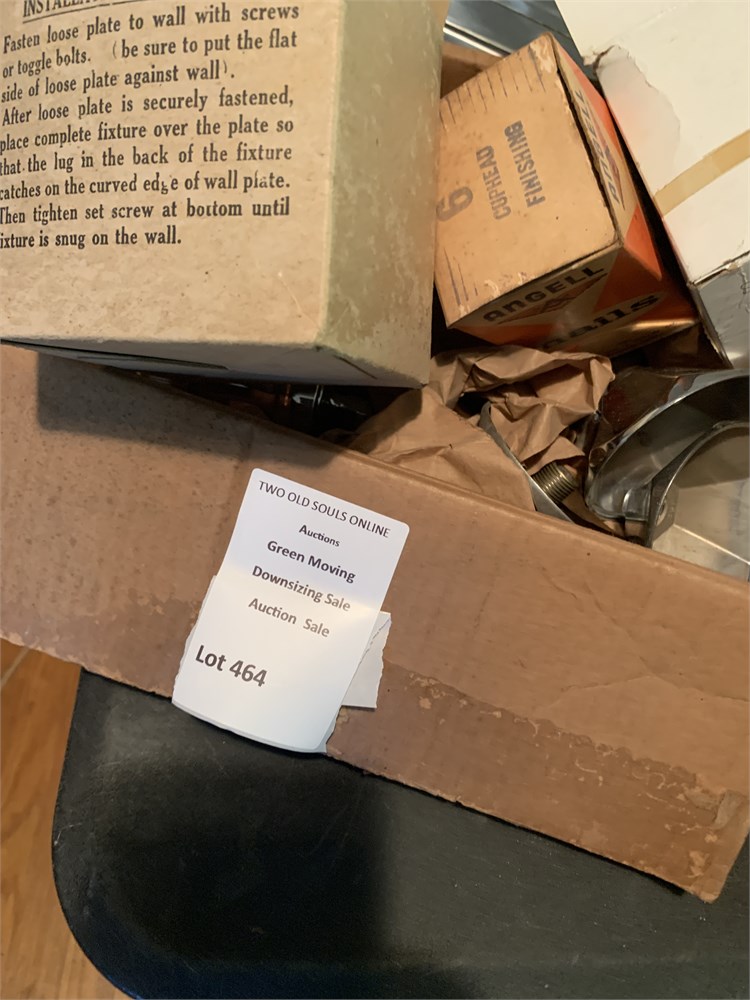 INSTALLA
Fasten loose plate to wall with screws
or toggle bolts. (be sure to put the flat
side of loose plate against wall).
After loose plate is securely fastened,
place complete fixture over the plate so
that the lug in the back of the fixture
catches on the curved edge of wall plate.
Then tighten set screw at bottom until
ixture is snug on the wall.
6
CUPHEAD
FINISHING
ANGELL
nails
TWO OLD SOULS ONLINE
Auctions
Green Moving
Downsizing Sale
Auction Sale
Lot 464